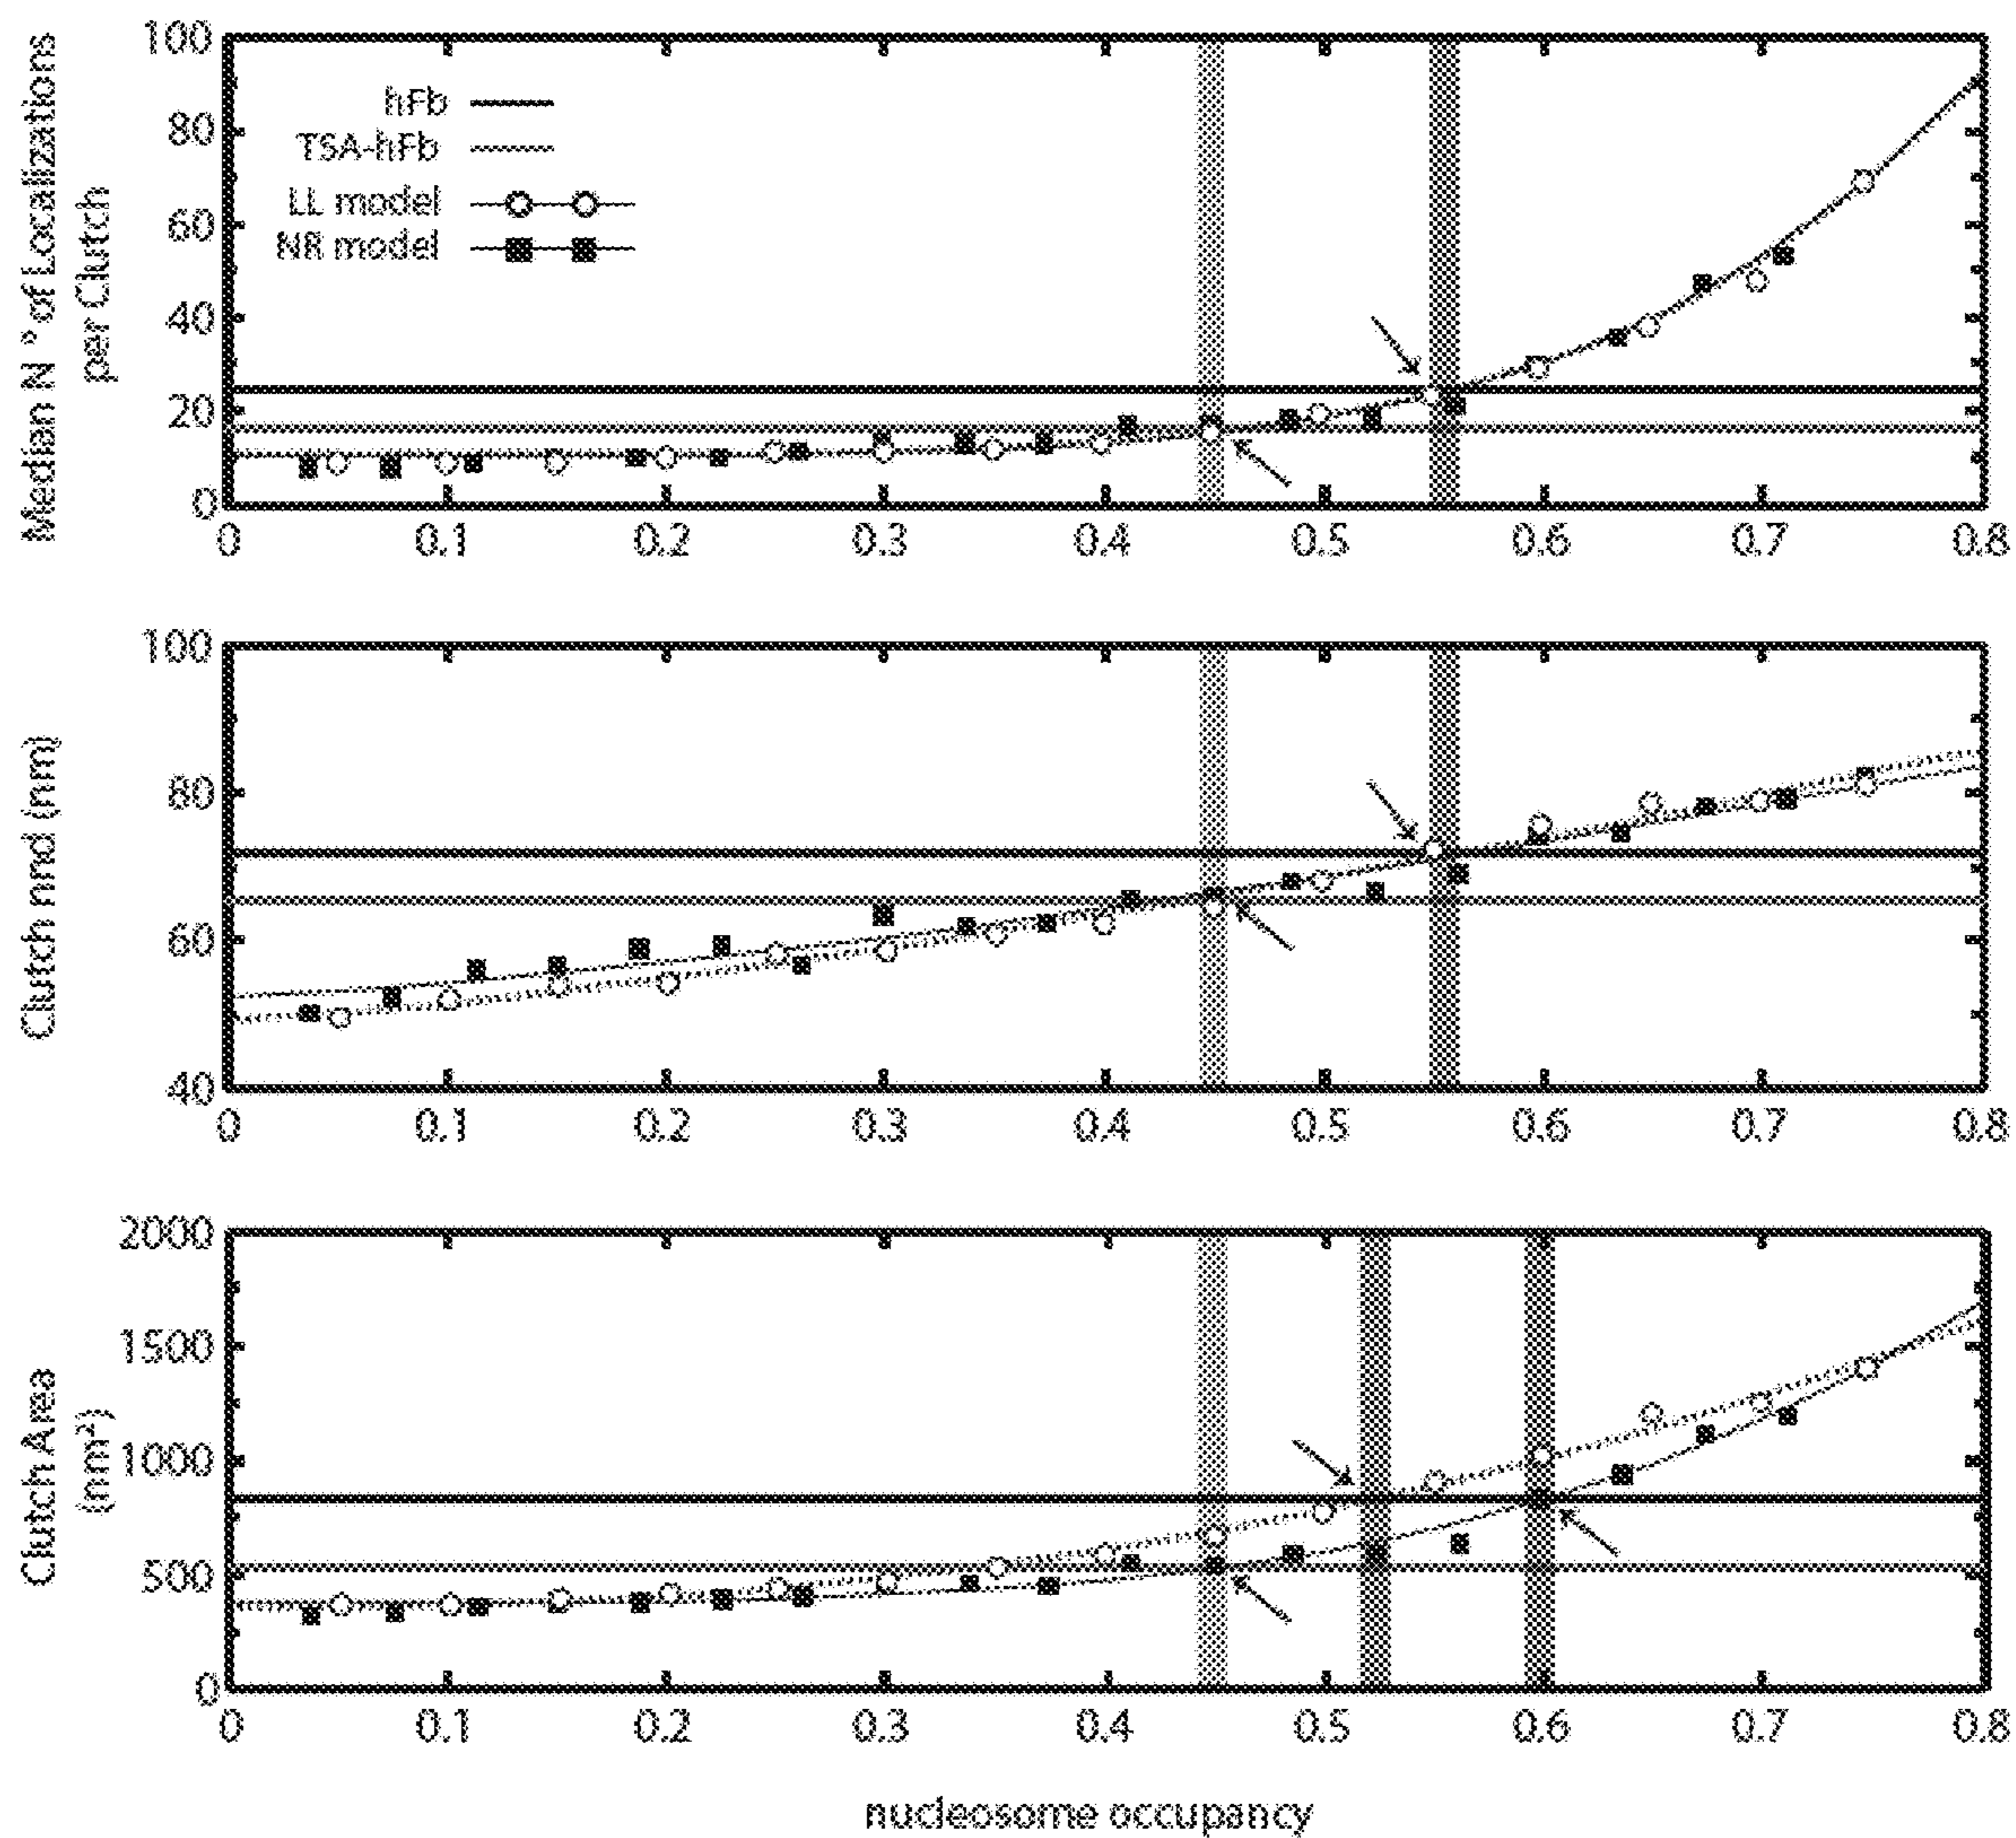 Median N° of Localizations
per Clutch
100
80
60
40
20
0
hFb
TSA-hFb
LL model
NR model
0 0.1 0.2 0.3 0.4 0.5 0.6 0.7 0.8
Clutch nnd (nm)
100
80
60
40
0 0.1 0.2 0.3 0.4 0.5 0.6 0.7 0.8
Clutch Area
(nm²)
2000
1500
1000
500
0
0 0.1 0.2 0.3 0.4 0.5 0.6 0.7 0.8
nucleosome occupancy